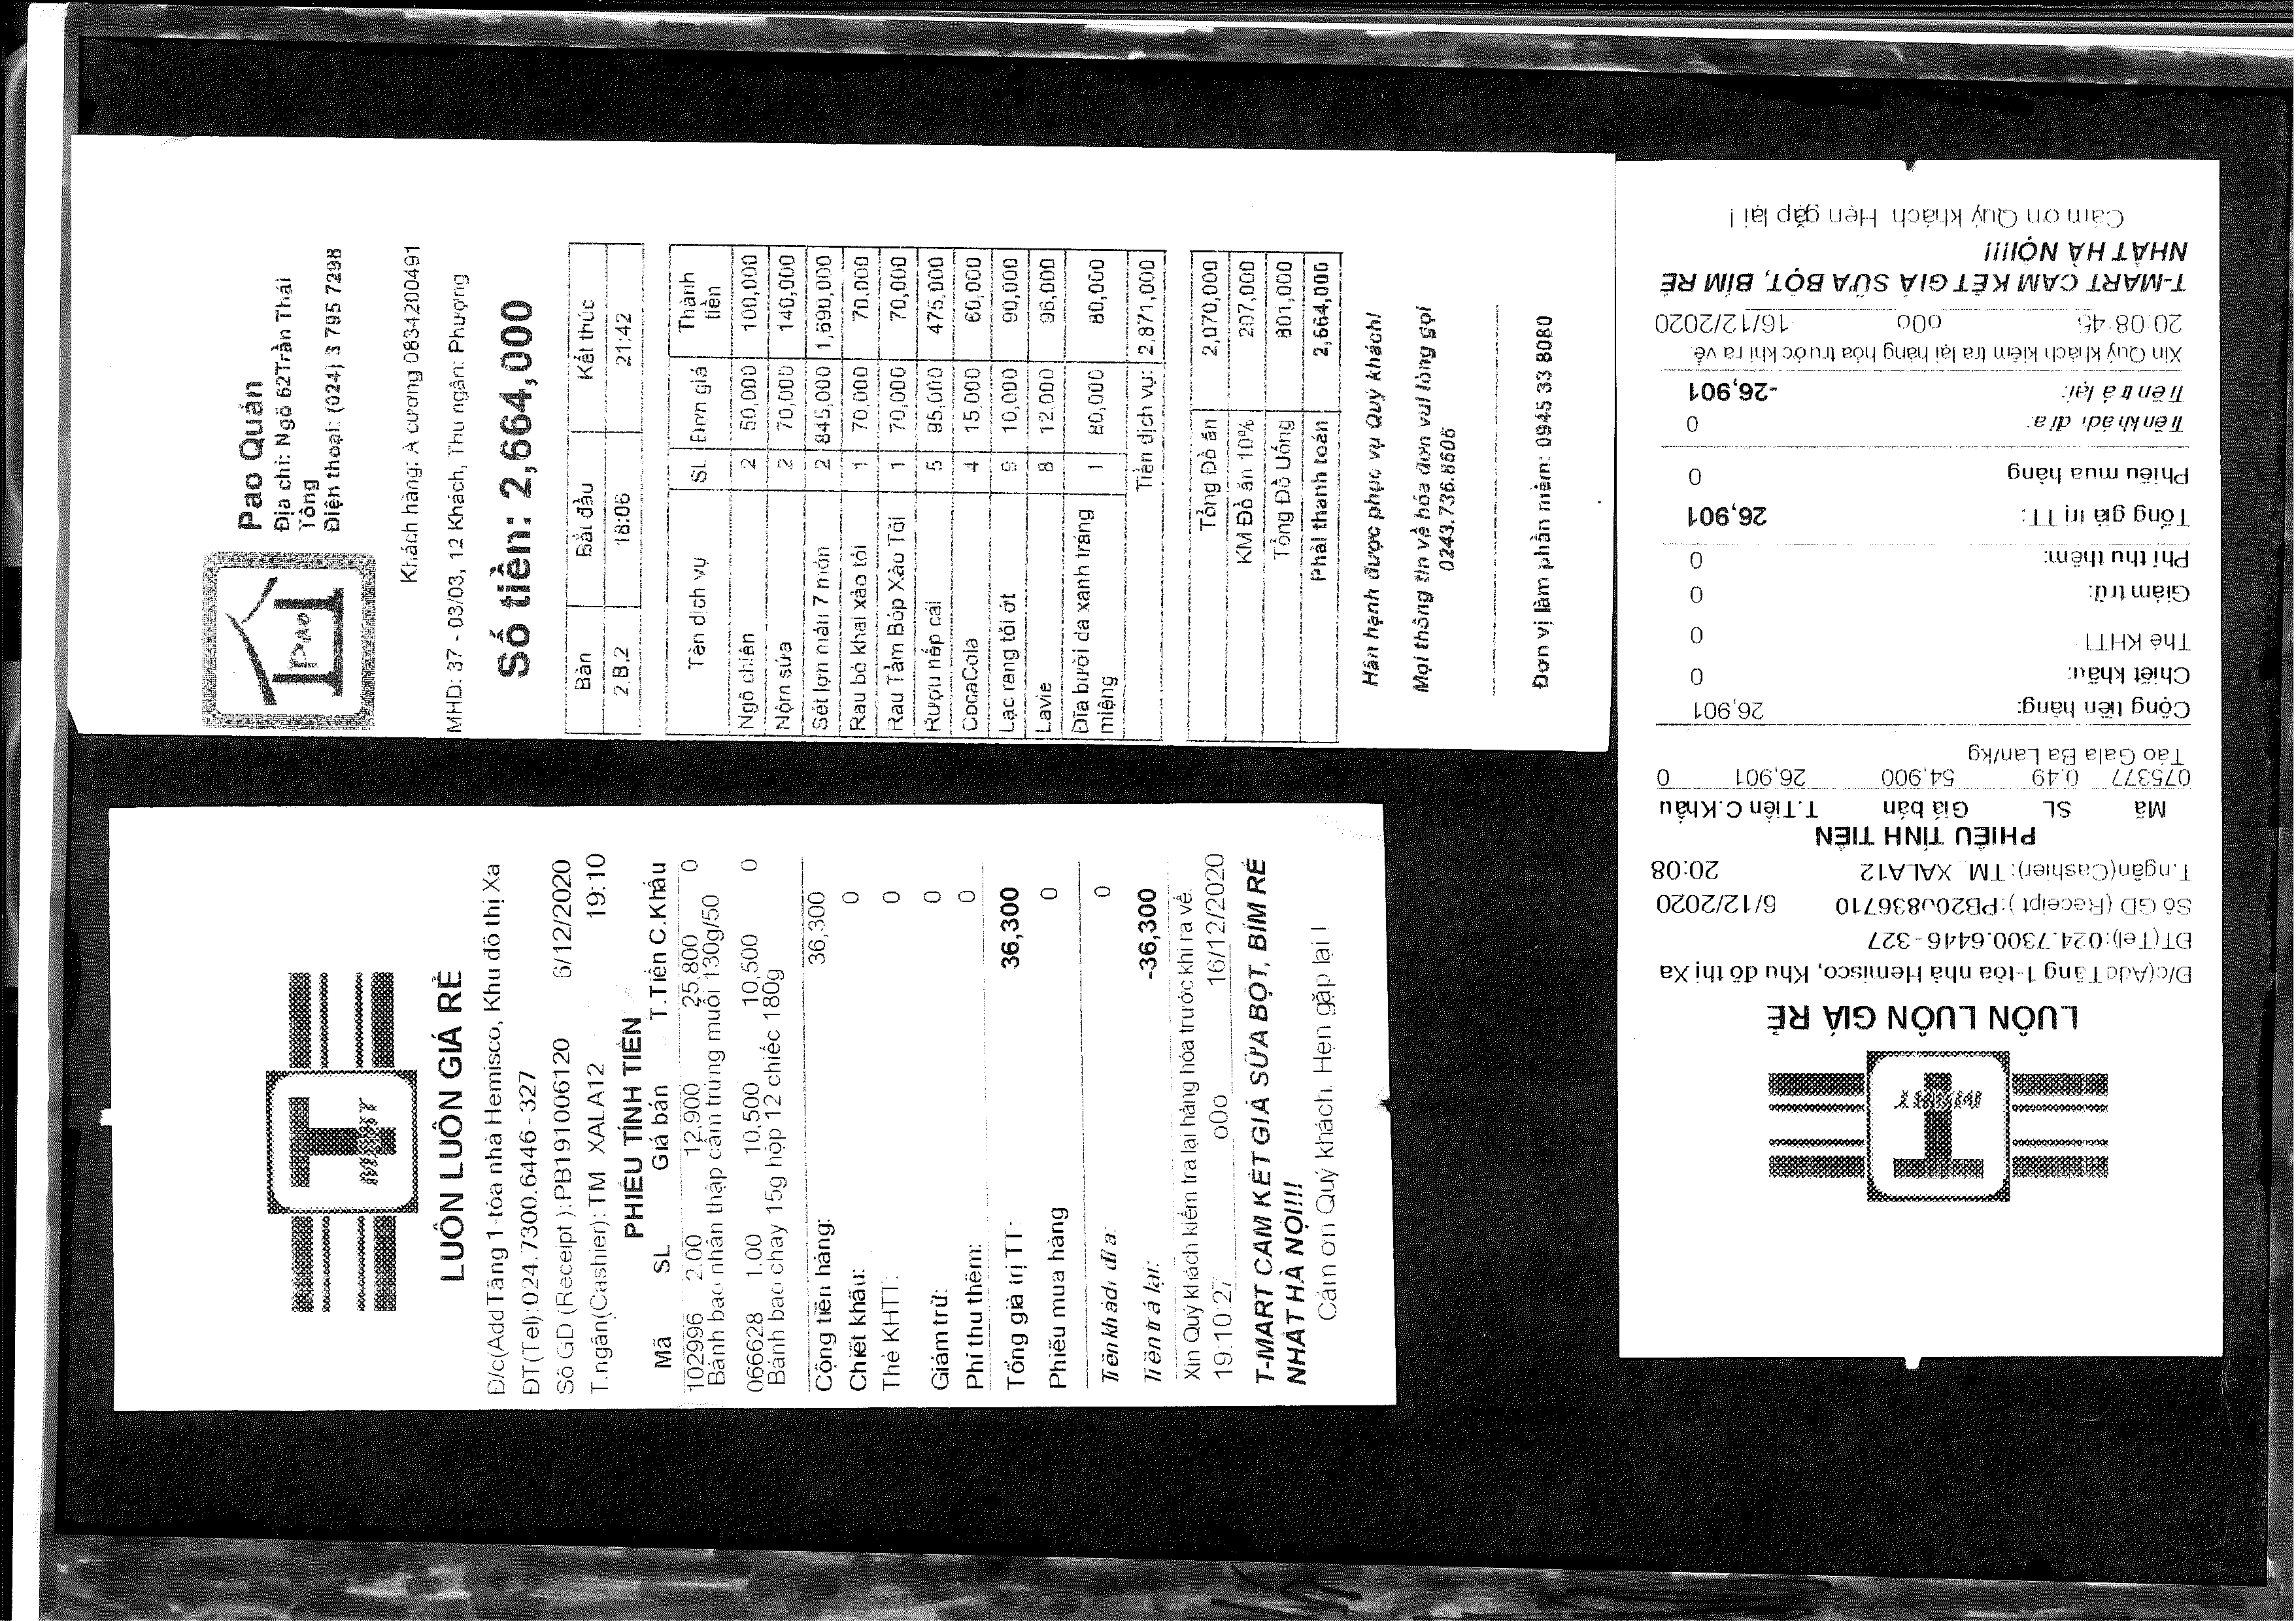 Pao
Pao Quán
Địa chỉ: Ngõ 62Trần Thái
Tông
Điện thoại: (024) 3 795 7298
Khách hàng: A cuong 0834200491
MHD: 37 - 03/03, 12 Khách, Thu ngân: Phượng
Số tiền: 2,664,000
Bàn Bắt đầu Kết thúc
2.B.2 18:06 21:42
Tên dịch vụ SL Đơn giá Thành
tiền
Ngô chiên 2 50,000 100,000
Nộm sứa 2 70,000 140,000
Set lợn mán 7 món 2 845,000 1,690,000
Rau bò khai xào tỏi 1 70,000 70,000
Rau Tầm Bóp Xào Tỏi 1 70,000 70,000
Rượu nếp cái 5 95,000 475,000
CocaCola 4 15,000 60,000
Lạc rang tỏi ớt 9 10,000 90,000
Lavie 8 12,000 96,000
Đĩa bưởi da xanh tráng
miệng 1 80,000 80,000
Tiền dịch vụ: 2,871,000
Tổng Đồ ăn 2,070,000
KM Đồ ăn 10% 207,000
Tổng Đồ Uống 801,000
Phải thanh toán 2,664,000
Hân hạnh được phục vụ Quý khách!
Mọi thông tin về hóa đơn vui lòng gọi
0243.736.8606
Đơn vị làm phần mềm: 0945 33 8080
T
MART
LUÔN LUÔN GIÁ RẺ
Đ/c(Add Tầng 1-tòa nhà Hemisco, Khu đô thị Xa
ĐT(Tel):024.7300.6446-327
Số GD (Receipt ):PB191006120 6/12/2020
T.ngân(Cashier): TM XALA12 19:10
PHIẾU TÍNH TIỀN
Mã SL Giá bán T.Tiền C.Khấu
102996 2.00 12,900 25,800 0
Bánh bao nhân thập cẩm trứng muối 130g/50
066628 1.00 10,500 10,500 0
Bánh bao chay 15g hộp 12 chiếc 180g
Cộng tiền hàng: 36,300
Chiết khấu: 0
Thẻ KHTT: 0
Giảm trừ: 0
Phí thu thêm: 0
Tổng giá trị TT: 36,300
Phiếu mua hàng 0
Tiền khách đưa: 0
Tiền trả lại: -36,300
Xin Quý khách kiểm tra lại hàng hóa trước khi ra về.
19:10:27 o0o 16/12/2020
T-MART CAM KẾT GIÁ SỮA BỘT, BỈM RẺ
NHẤT HÀ NỘI!!!
Cảm ơn Quý khách. Hẹn gặp lại !
T
MART
LUÔN LUÔN GIÁ RẺ
Đ/c(Add Tầng 1-tòa nhà Hemisco, Khu đô thị Xa
ĐT(Tel):024.7300.6446-327
Số GD (Receipt ):PB200836710 6/12/2020
T.ngân(Cashier): TM XALA12 20:08
PHIẾU TÍNH TIỀN
Mã SL Giá bán T.Tiền C.Khấu
075377 0.49 54,900 26,901 0
Táo Gala Ba Lan/kg
Cộng tiền hàng: 26,901
Chiết khấu: 0
Thẻ KHTT 0
Giảm trừ: 0
Phí thu thêm: 0
Tổng giá trị TT: 26,901
Phiếu mua hàng 0
Tiền khách đưa: 0
Tiền trả lại: -26,901
Xin Quý khách kiểm tra lại hàng hóa trước khi ra về.
20:08:45 o0o 16/12/2020
T-MART CAM KẾT GIÁ SỮA BỘT, BỈM RẺ
NHẤT HÀ NỘI!!!
Cảm ơn Quý khách. Hẹn gặp lại !